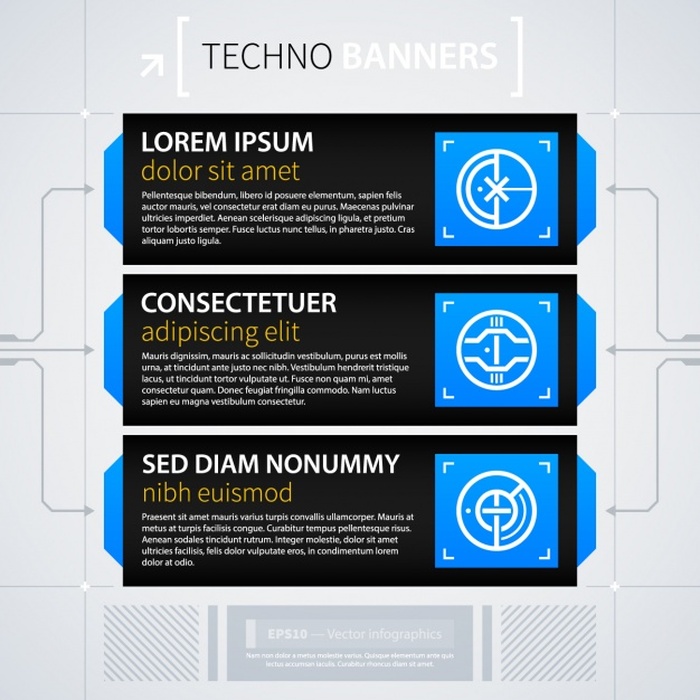 TECHNO BANNERS
LOREM IPSUM
dolor sit amet
Pellentesque bibendum, libero id posuere elementum, sapien felis
auctor mauris, vel consectetur erat diam eu purus. Maecenas pulvinar
ultricies imperdiet. Aenean scelerisque adipiscing ligula, et pretium
tortor lobortis semper. Fusce luctus nunc tellus, in pharetra justo. Cras
aliquam justo ligula.
CONSECTETUER
adipiscing elit
Mauris dignissim, mauris ac sollicitudin vestibulum, purus est mollis
urna, at tincidunt ante justo nec nibh. Vestibulum hendrerit tristique
lacus, ut tincidunt tortor vulputate ut. Fusce non quam mi, amet
consectetur quam. Donec feugiat fringilla commodo. Nam luctus
sapien eu magna vestibulum consectetur.
SED DIAM NONUMMY
nibh euismod
Praesent sit amet mauris varius turpis convallis ullamcorper. Mauris at
metus at turpis facilisis congue. Curabitur tempus pellentesque risus.
Aenean sodales tincidunt rutrum. Integer molestie, dolor ut
ultricies facilisis, felis dolor vulputate eros, in condimentum lorem
dolor at odio.
EPS10 — Vector infographics
Nam non dolor a metus mattis viverra. Quisque elementum ante quis
lectus accumsan iaculis. Curabitur rhoncus diam sit amet.